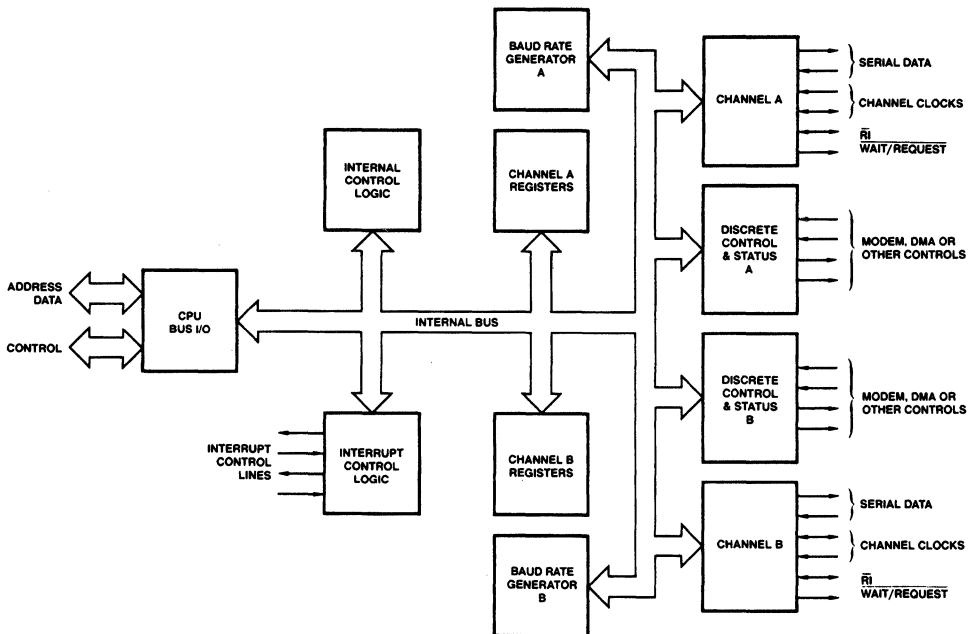 BAUD RATE
GENERATOR
A
CHANNEL A
SERIAL DATA
CHANNEL CLOCKS
RI
WAIT/REQUEST
INTERNAL
CONTROL
LOGIC
CHANNEL A
REGISTERS
DISCRETE
CONTROL
& STATUS
A
MODEM, DMA OR
OTHER CONTROLS
ADDRESS
DATA
CONTROL
CPU
BUS I/O
INTERNAL BUS
DISCRETE
CONTROL
& STATUS
B
MODEM, DMA OR
OTHER CONTROLS
INTERRUPT
CONTROL
LINES
INTERRUPT
CONTROL
LOGIC
CHANNEL B
REGISTERS
CHANNEL B
SERIAL DATA
CHANNEL CLOCKS
RI
WAIT/REQUEST
BAUD RATE
GENERATOR
B